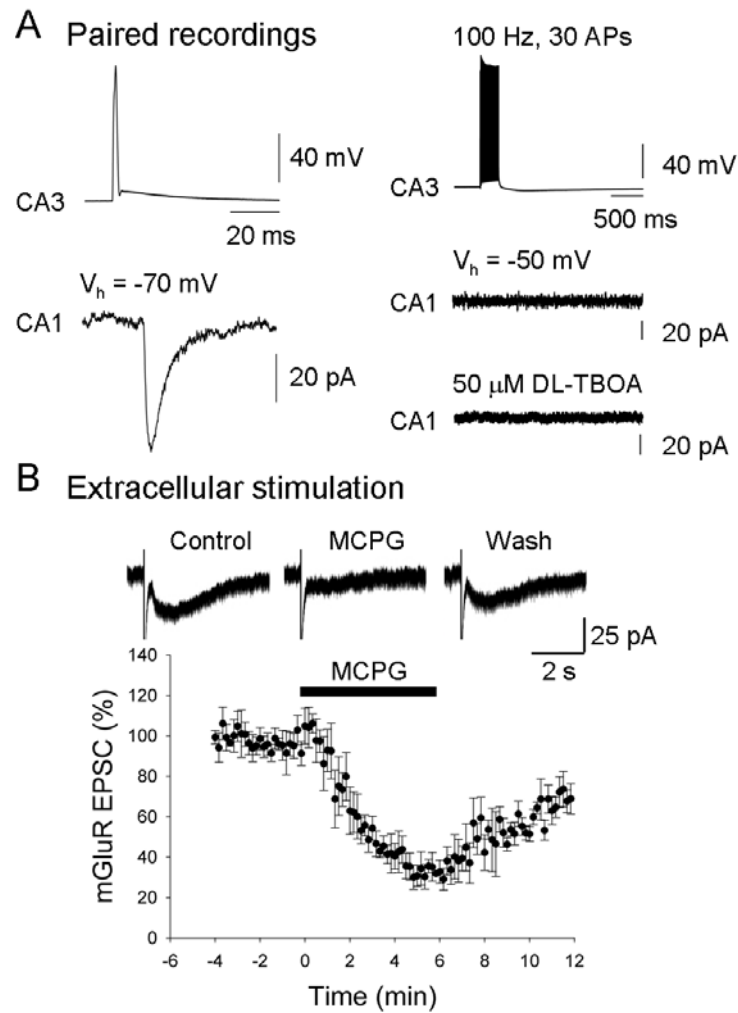 A Paired recordings
100 Hz, 30 APs
40 mV
CA3
20 ms
40 mV
CA3
500 ms
Vh = -70 mV
CA1
20 pA
Vh = -50 mV
CA1
20 pA
50 μM DL-TBOA
CA1
20 pA
B Extracellular stimulation
Control MCPG Wash
25 pA
2 s
MCPG
mGluR EPSC (%)
140
120
100
80
60
40
20
0
-6 -4 -2 0 2 4 6 8 10 12
Time (min)